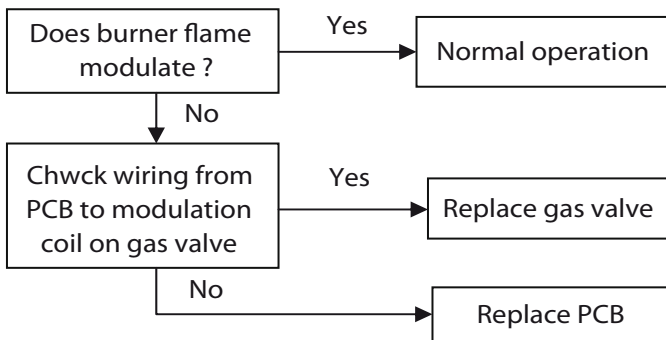 Does burner flame
modulate ?
Yes
Normal operation
No
Chwck wiring from
PCB to modulation
coil on gas valve
Yes
Replace gas valve
No
Replace PCB